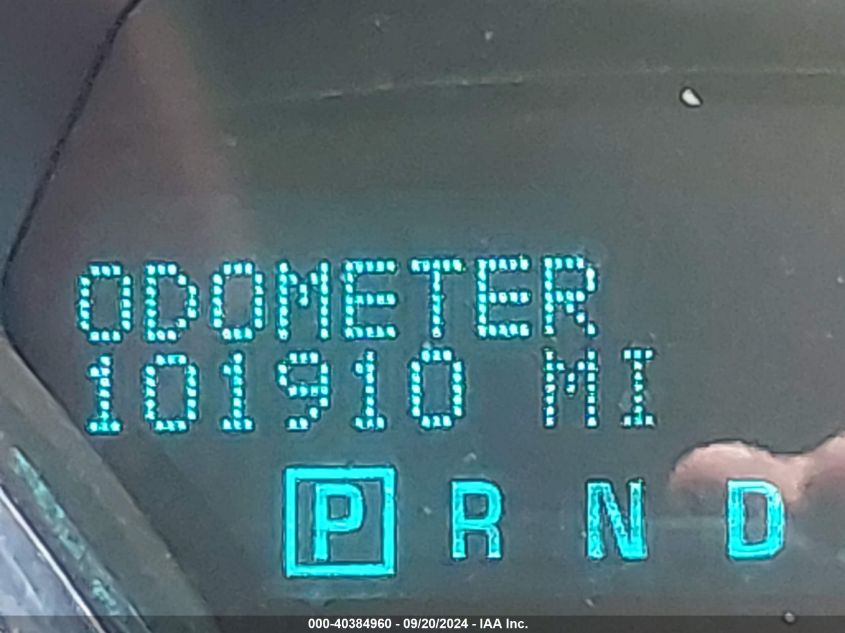 ODOMETER
101910 MI
P R N D
000-40384960 - 09/20/2024 - IAA Inc.